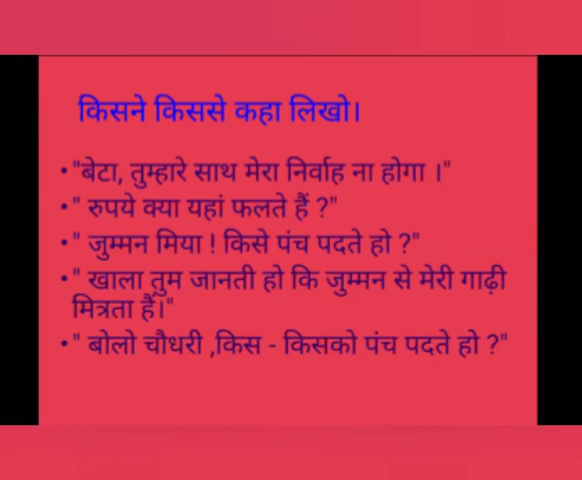 किसने किससे कहा लिखो।
•"बेटा, तुम्हारे साथ मेरा निर्वाह ना होगा ।"
•" रुपये क्या यहां फलते हैं ?"
•" जुम्मन मिया ! किसे पंच पदते हो ?"
•" खाला तुम जानती हो कि जुम्मन से मेरी गाढ़ी
मित्रता हैं।"
•" बोलो चौधरी ,किस - किसको पंच पदते हो ?"